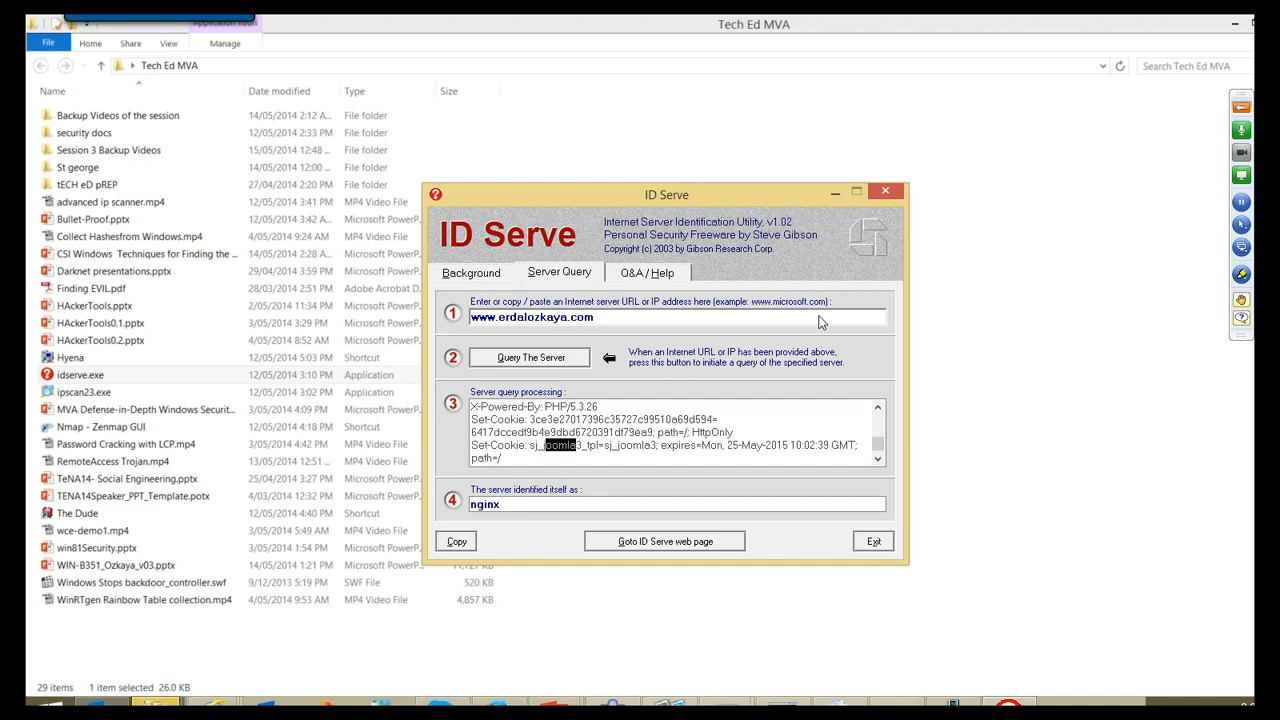 Tech Ed MVA
Application Tools
File Home Share View Manage
Tech Ed MVA Search Tech Ed MVA
Name Date modified Type Size
Backup Videos of the session 14/05/2014 2:12 A... File folder
security docs 12/05/2014 2:33 PM File folder
Session 3 Backup Videos 15/05/2014 12:48 ... File folder
St george 14/05/2014 12:00 ... File folder
tECH eD pREP 27/04/2014 2:20 PM File folder
advanced ip scanner.mp4 12/05/2014 3:41 PM MP4 Video File
Bullet-Proof.pptx 12/05/2014 3:42 A... Microsoft PowerP...
Collect Hashesfrom Windows.mp4 4/05/2014 9:24 AM MP4 Video File
CSI Windows Techniques for Finding the ... 14/05/2014 2:28 A... Microsoft PowerP...
Darknet presentations.pptx 29/04/2014 3:59 PM Microsoft PowerP...
Finding EVIL.pdf 28/03/2014 2:51 PM Adobe Acrobat D...
HAckerTools.pptx 2/05/2014 11:34 PM Microsoft PowerP...
HAckerTools0.1.pptx 3/05/2014 1:47 PM Microsoft PowerP...
HAckerTools0.2.pptx 4/05/2014 8:52 AM Microsoft PowerP...
Hyena 12/05/2014 5:03 PM Shortcut
idserve.exe 12/05/2014 3:10 PM Application
ipscan23.exe 12/05/2014 3:02 PM Application
MVA Defense-in-Depth Windows Securit... 3/05/2014 4:09 PM Microsoft PowerP...
Nmap - Zenmap GUI 12/05/2014 4:41 PM Shortcut
Password Cracking with LCP.mp4 3/05/2014 4:42 PM MP4 Video File
RemoteAccess Trojan.mp4 13/05/2014 12:51 ... MP4 Video File
TeNA14- Social Engineering.pptx 25/04/2014 3:27 PM Microsoft PowerP...
TENA14Speaker_PPT_Template.potx 4/03/2014 12:32 PM Microsoft PowerP...
The Dude 12/05/2014 4:40 PM Shortcut
wce-demo1.mp4 3/05/2014 5:49 AM MP4 Video File
win81Security.pptx 3/05/2014 1:54 PM Microsoft PowerP...
WIN-B351_Ozkaya_v03.pptx 14/05/2014 1:21 PM Microsoft PowerP... 11,727 KB
Windows Stops backdoor_controller.swf 9/12/2013 5:19 PM SWF File 520 KB
WinRTgen Rainbow Table collection.mp4 4/05/2014 9:53 AM MP4 Video File 4,857 KB
29 items 1 item selected 26.0 KB
ID Serve
ID Serve
Internet Server Identification Utility, v1.02
Personal Security Freeware by Steve Gibson
Copyright (c) 2003 by Gibson Research Corp.
Background Server Query Q&A / Help
1 Enter or copy / paste an Internet server URL or IP address here (example: www.microsoft.com) :
www.erdalozkaya.com
2 Query The Server
When an Internet URL or IP has been provided above,
press this button to initiate a query of the specified server.
3 Server query processing :
X-Powered-By: PHP/5.3.26
Set-Cookie: 3ce3e27017396c35727c99510a69d594=
6417dccedf9b4e9dbd6720391df79ea9; path=/; HttpOnly
Set-Cookie: sj_joomla3_tpl=sj_joomla3; expires=Mon, 25-May-2015 10:02:39 GMT;
path=/
4 The server identified itself as :
nginx
Copy Goto ID Serve web page Exit